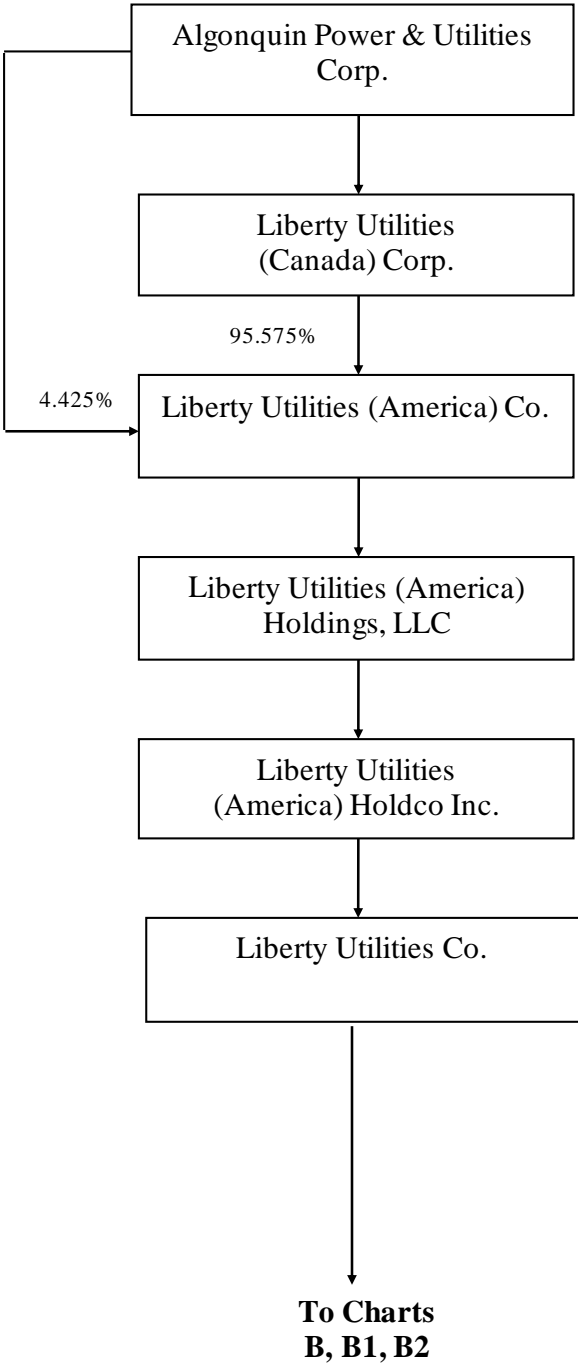 Algonquin Power & Utilities
Corp.
Liberty Utilities
(Canada) Corp.
95.575%
4.425%
Liberty Utilities (America) Co.
Liberty Utilities (America)
Holdings, LLC
Liberty Utilities
(America) Holdco Inc.
Liberty Utilities Co.
To Charts
B, B1, B2